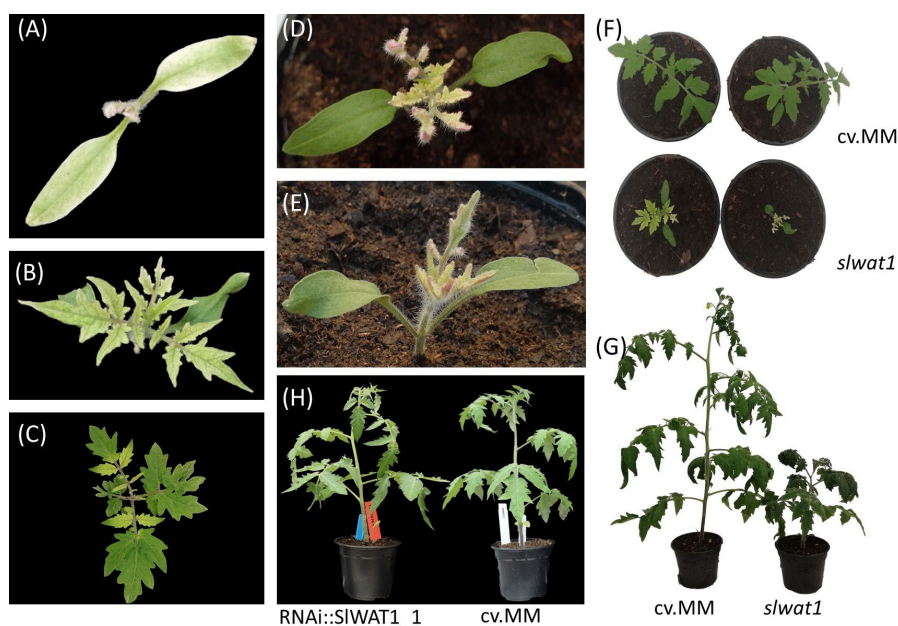 (A)
(B)
(C)
(D)
(E)
(F)
cv.MM
slwat1
(G)
cv.MM
slwat1
(H)
RNAi::SlWAT1 1
cv.MM